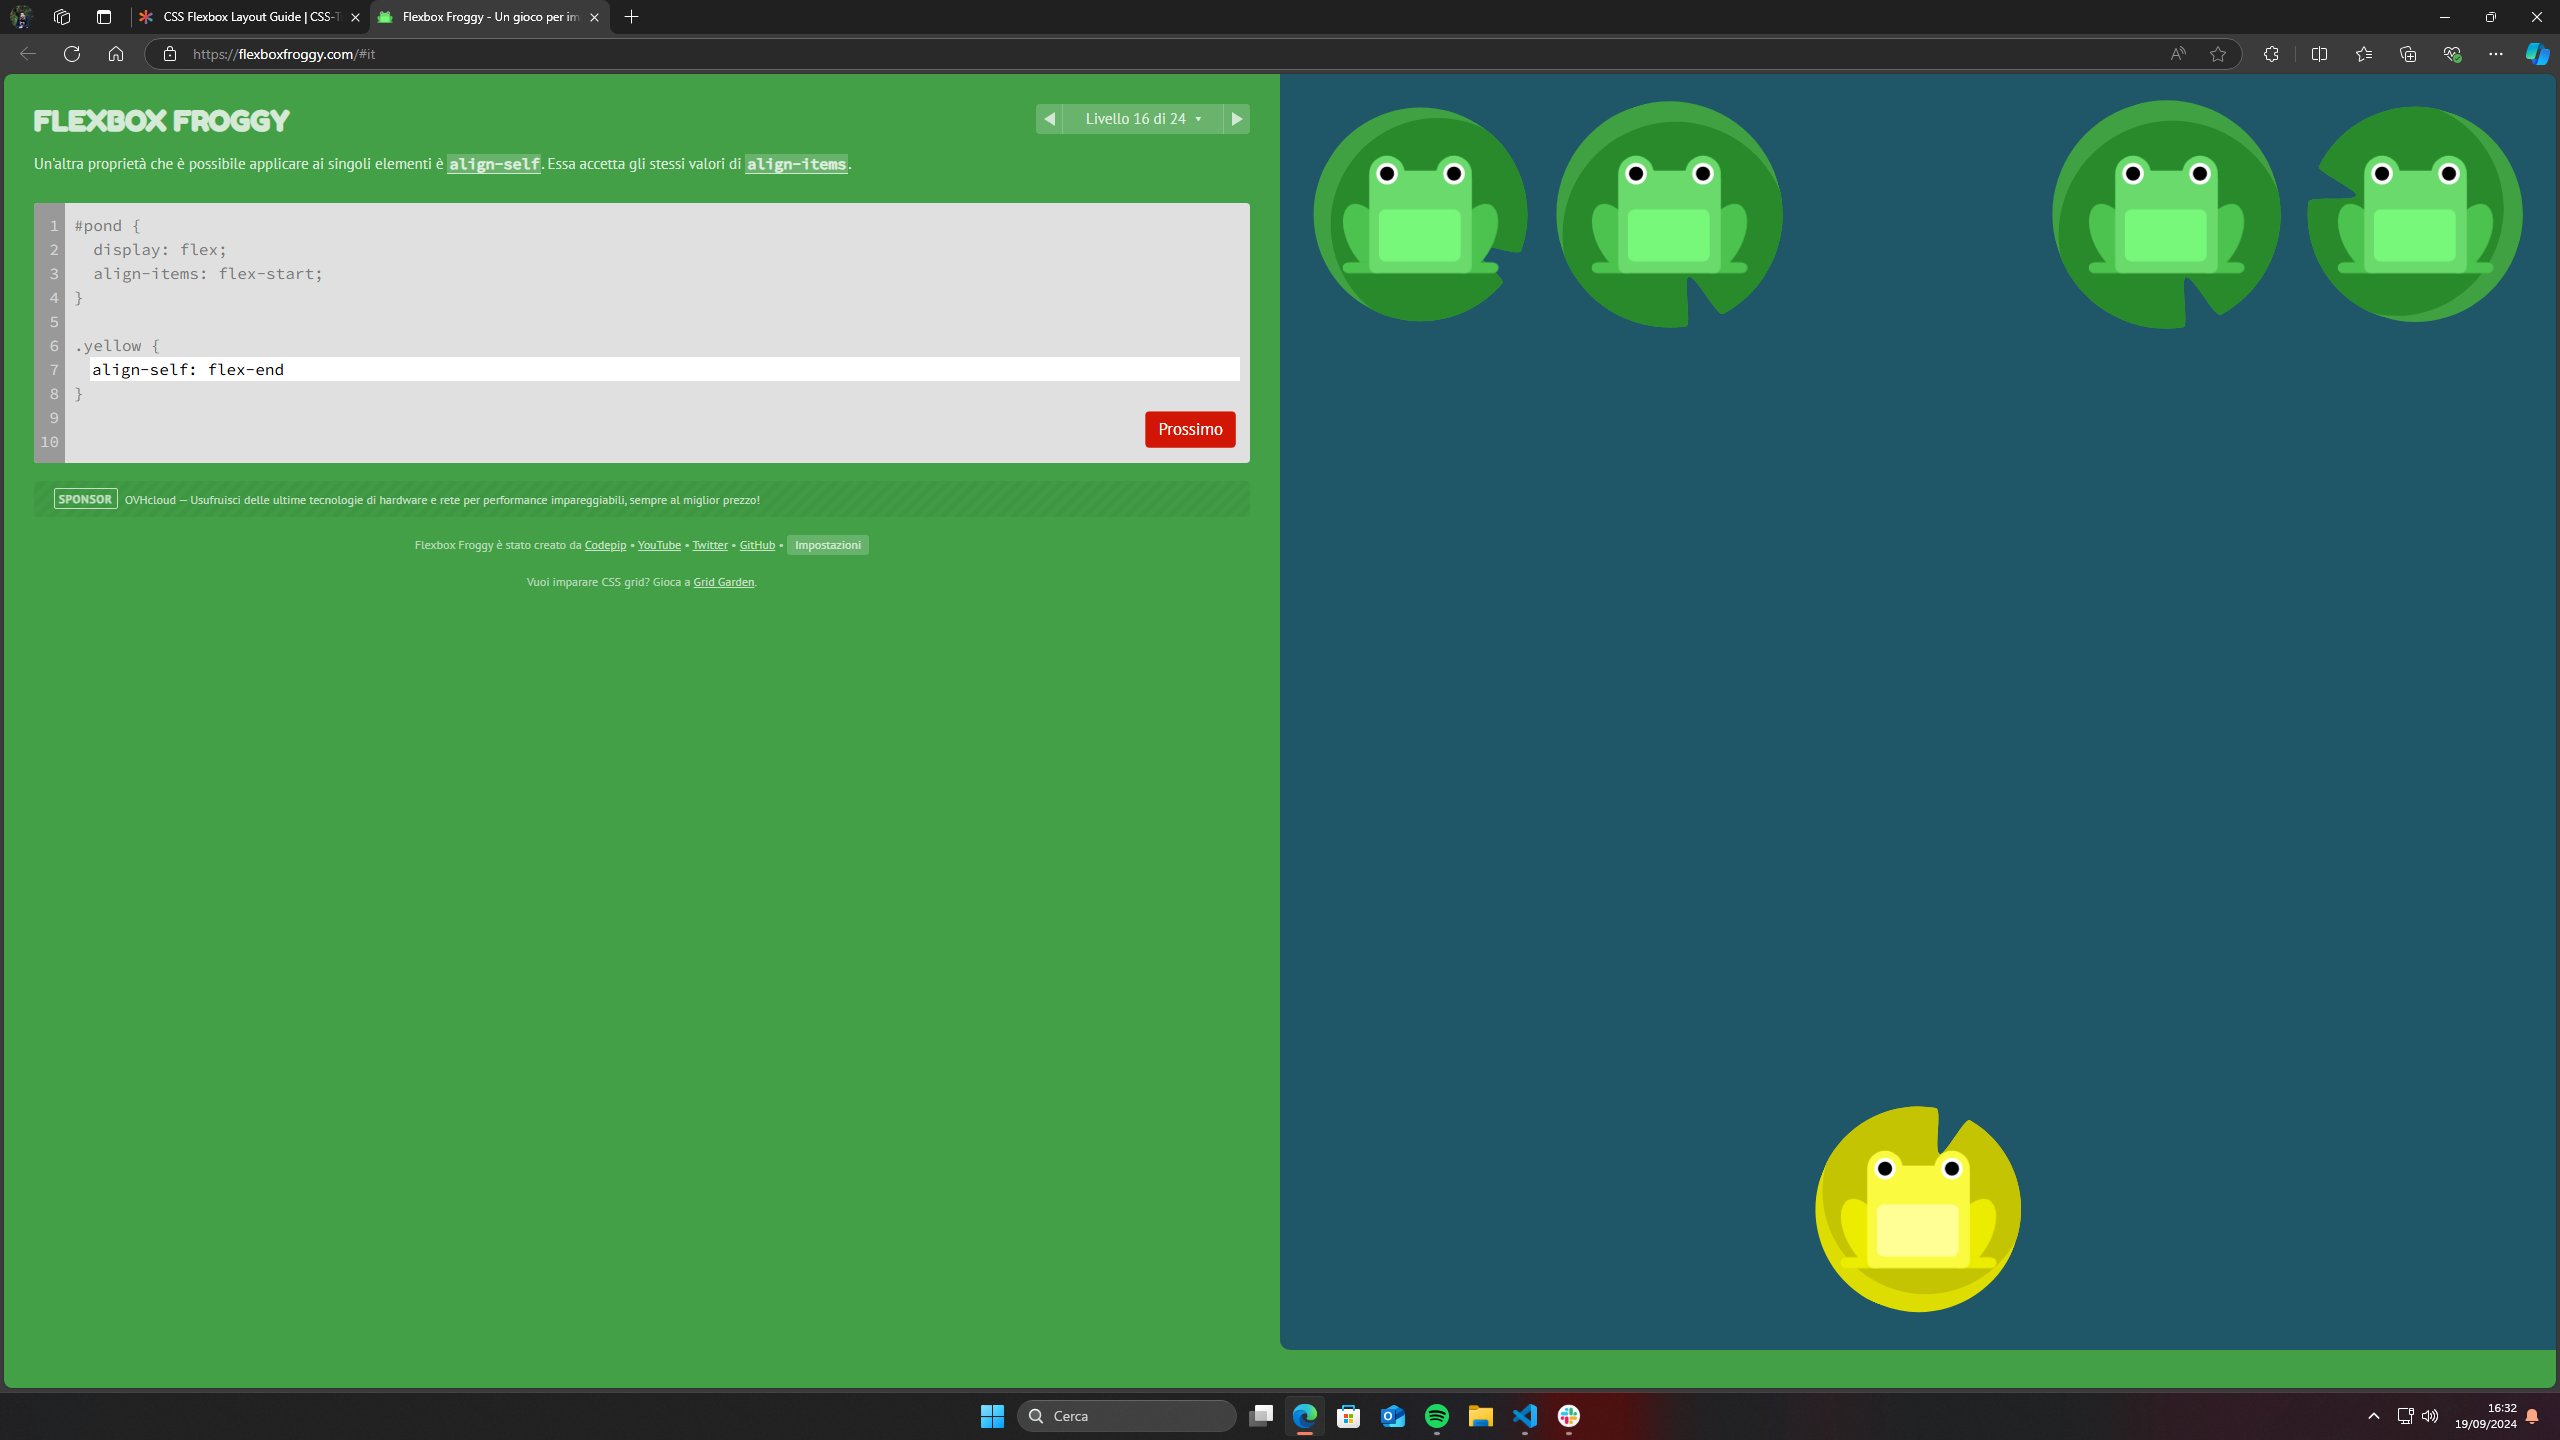 CSS Flexbox Layout Guide | CSS-T
Flexbox Froggy - Un gioco per im
https://flexboxfroggy.com/#it
FLEXBOX FROGGY
Livello 16 di 24 ▾
Un'altra proprietà che è possibile applicare ai singoli elementi è align-self. Essa accetta gli stessi valori di align-items.
1 #pond {
2 display: flex;
3 align-items: flex-start;
4 }
5
6 .yellow {
7 align-self: flex-end
8 }
9
10
Prossimo
SPONSOR OVHcloud — Usufruisci delle ultime tecnologie di hardware e rete per performance impareggiabili, sempre al miglior prezzo!
Flexbox Froggy è stato creato da Codepip • YouTube • Twitter • GitHub • Impostazioni
Vuoi imparare CSS grid? Gioca a Grid Garden.
Cerca
16:32
19/09/2024